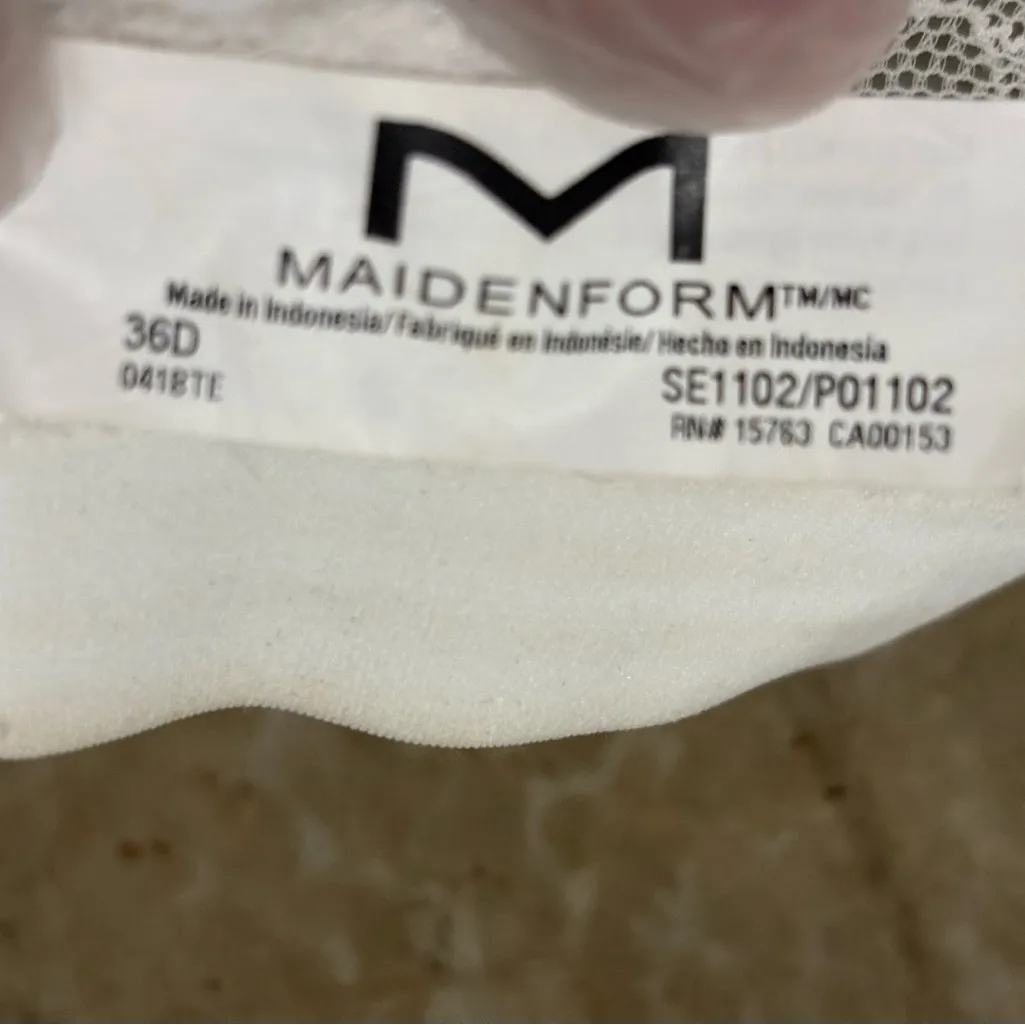 M
MAIDENFORM™/MC
Made in Indonesia/Fabriqué en Indonésie/Hecho en Indonesia
36D
0418TE
SE1102/P01102
RN# 15763 CA00153